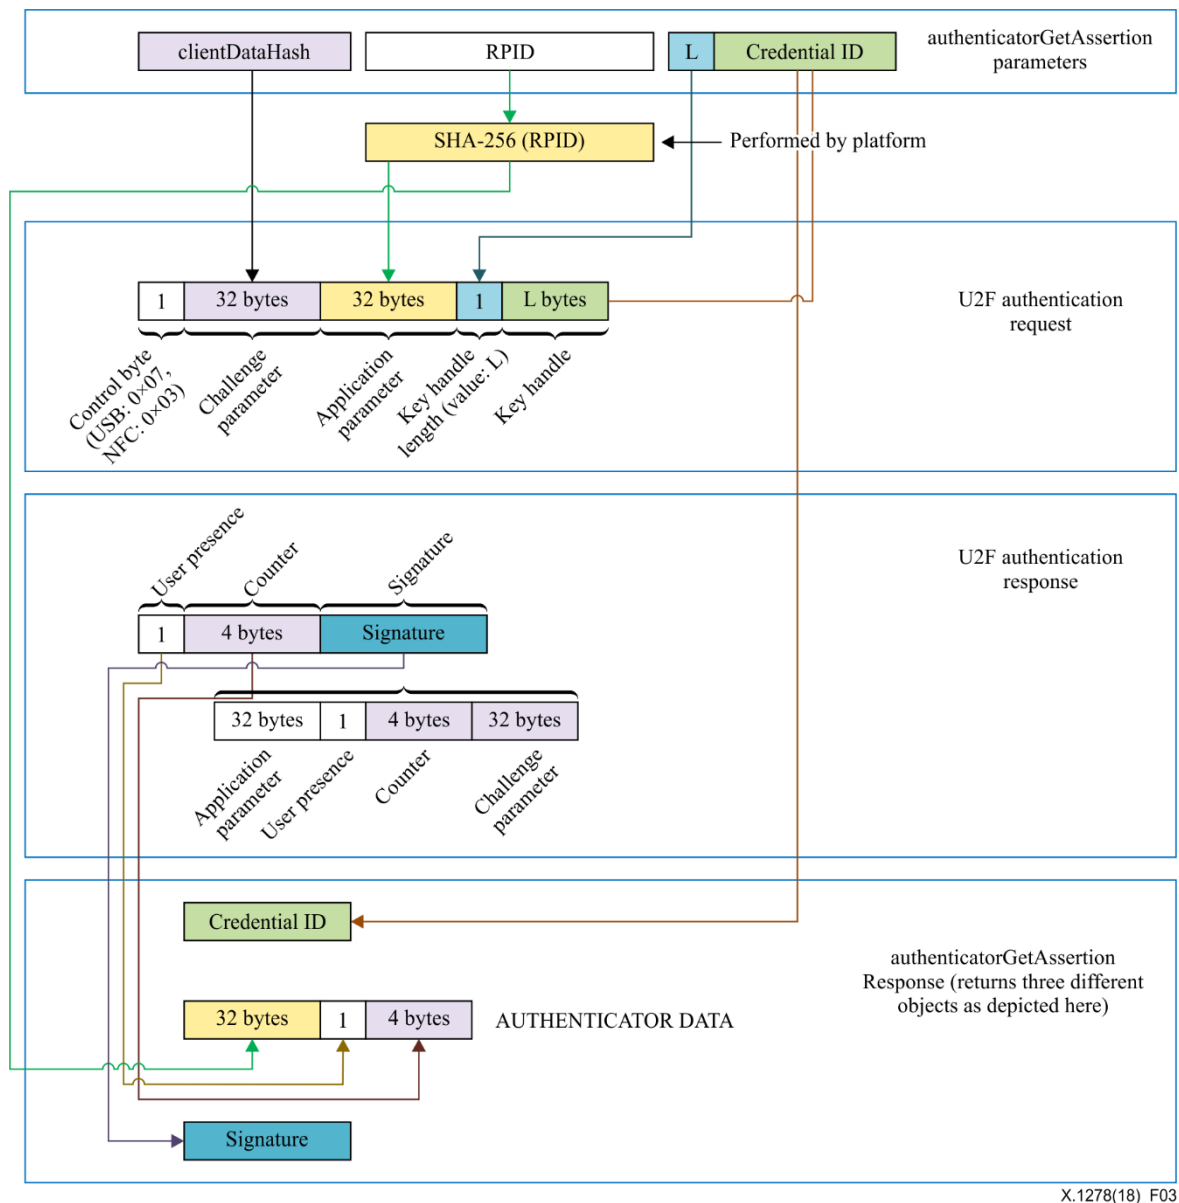 clientDataHash
RPID
L
Credential ID
authenticatorGetAssertion
parameters
SHA-256 (RPID)
Performed by platform
1
32 bytes
32 bytes
1
L bytes
U2F authentication
request
Control byte
(USB: 0×07,
NFC: 0×03)
Challenge
parameter
Application
parameter
Key handle
length (value: L)
Key handle
User presence
Counter
Signature
U2F authentication
response
1
4 bytes
Signature
32 bytes
1
4 bytes
32 bytes
Application
parameter
User presence
Counter
Challenge
parameter
Credential ID
authenticatorGetAssertion
Response (returns three different
objects as depicted here)
32 bytes
1
4 bytes
AUTHENTICATOR DATA
Signature
X.1278(18)_F03